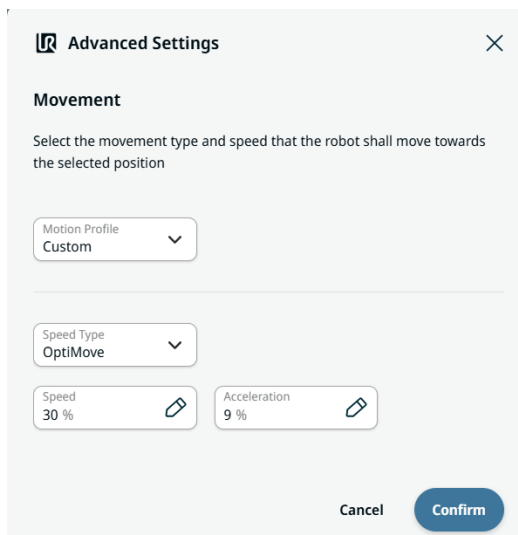 UR Advanced Settings
Movement
Select the movement type and speed that the robot shall move towards
the selected position
Motion Profile
Custom
Speed Type
OptiMove
Speed
30 %
Acceleration
9 %
Cancel
Confirm